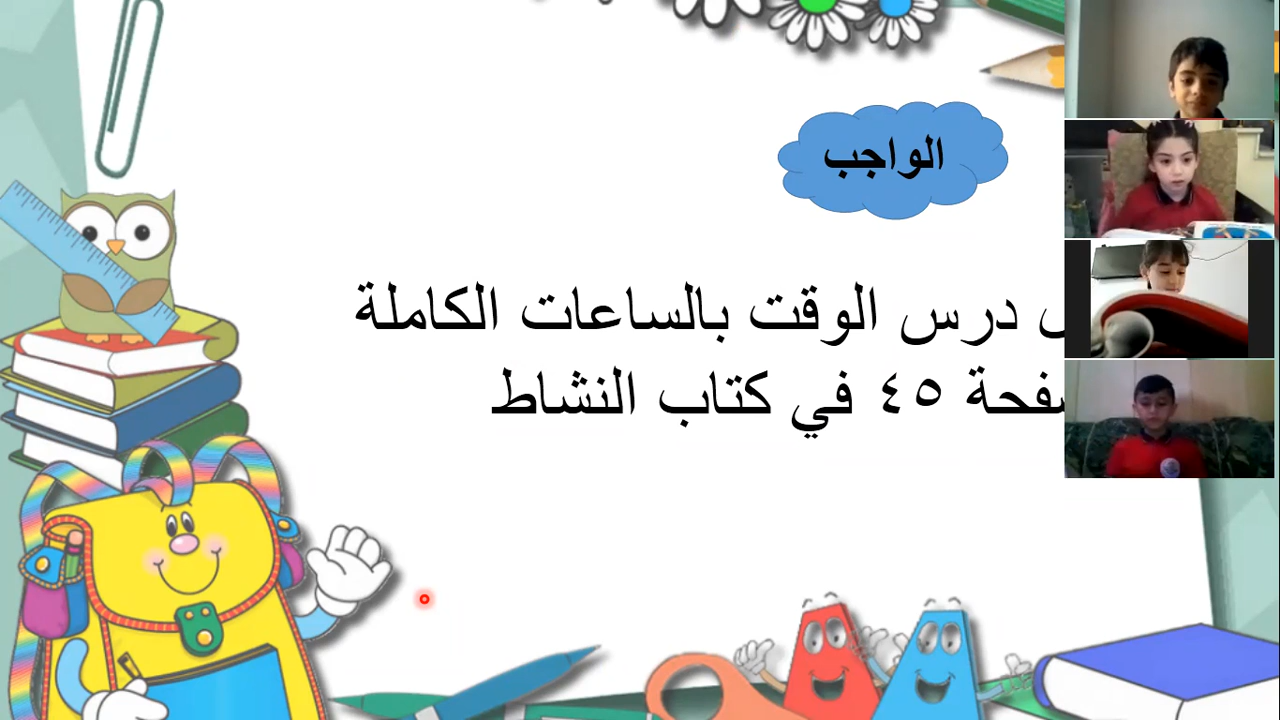 الواجب
درس الوقت بالساعات الكاملة
٤٥ في كتاب النشاط